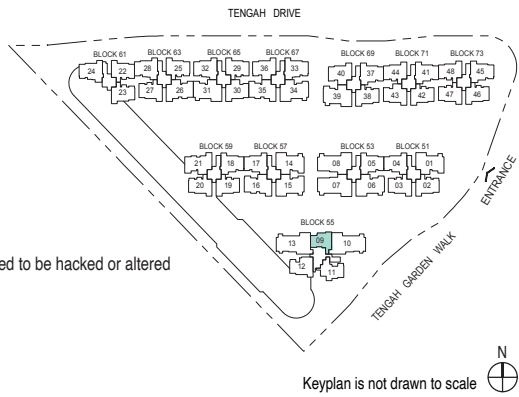 TENGAH DRIVE
BLOCK 61 BLOCK 63 BLOCK 65 BLOCK 67 BLOCK 69 BLOCK 71 BLOCK 73
24 22 28 25 32 29 36 33 40 37 44 41 48 45
23 27 26 31 30 35 34 39 38 43 42 47 46
BLOCK 59 BLOCK 57 BLOCK 53 BLOCK 51
21 18 17 14 08 05 04 01
20 19 16 15 07 06 03 02
ENTRANCE
BLOCK 55
13 09 10
12 11
TENGAH GARDEN WALK
ed to be hacked or altered
N
Keyplan is not drawn to scale